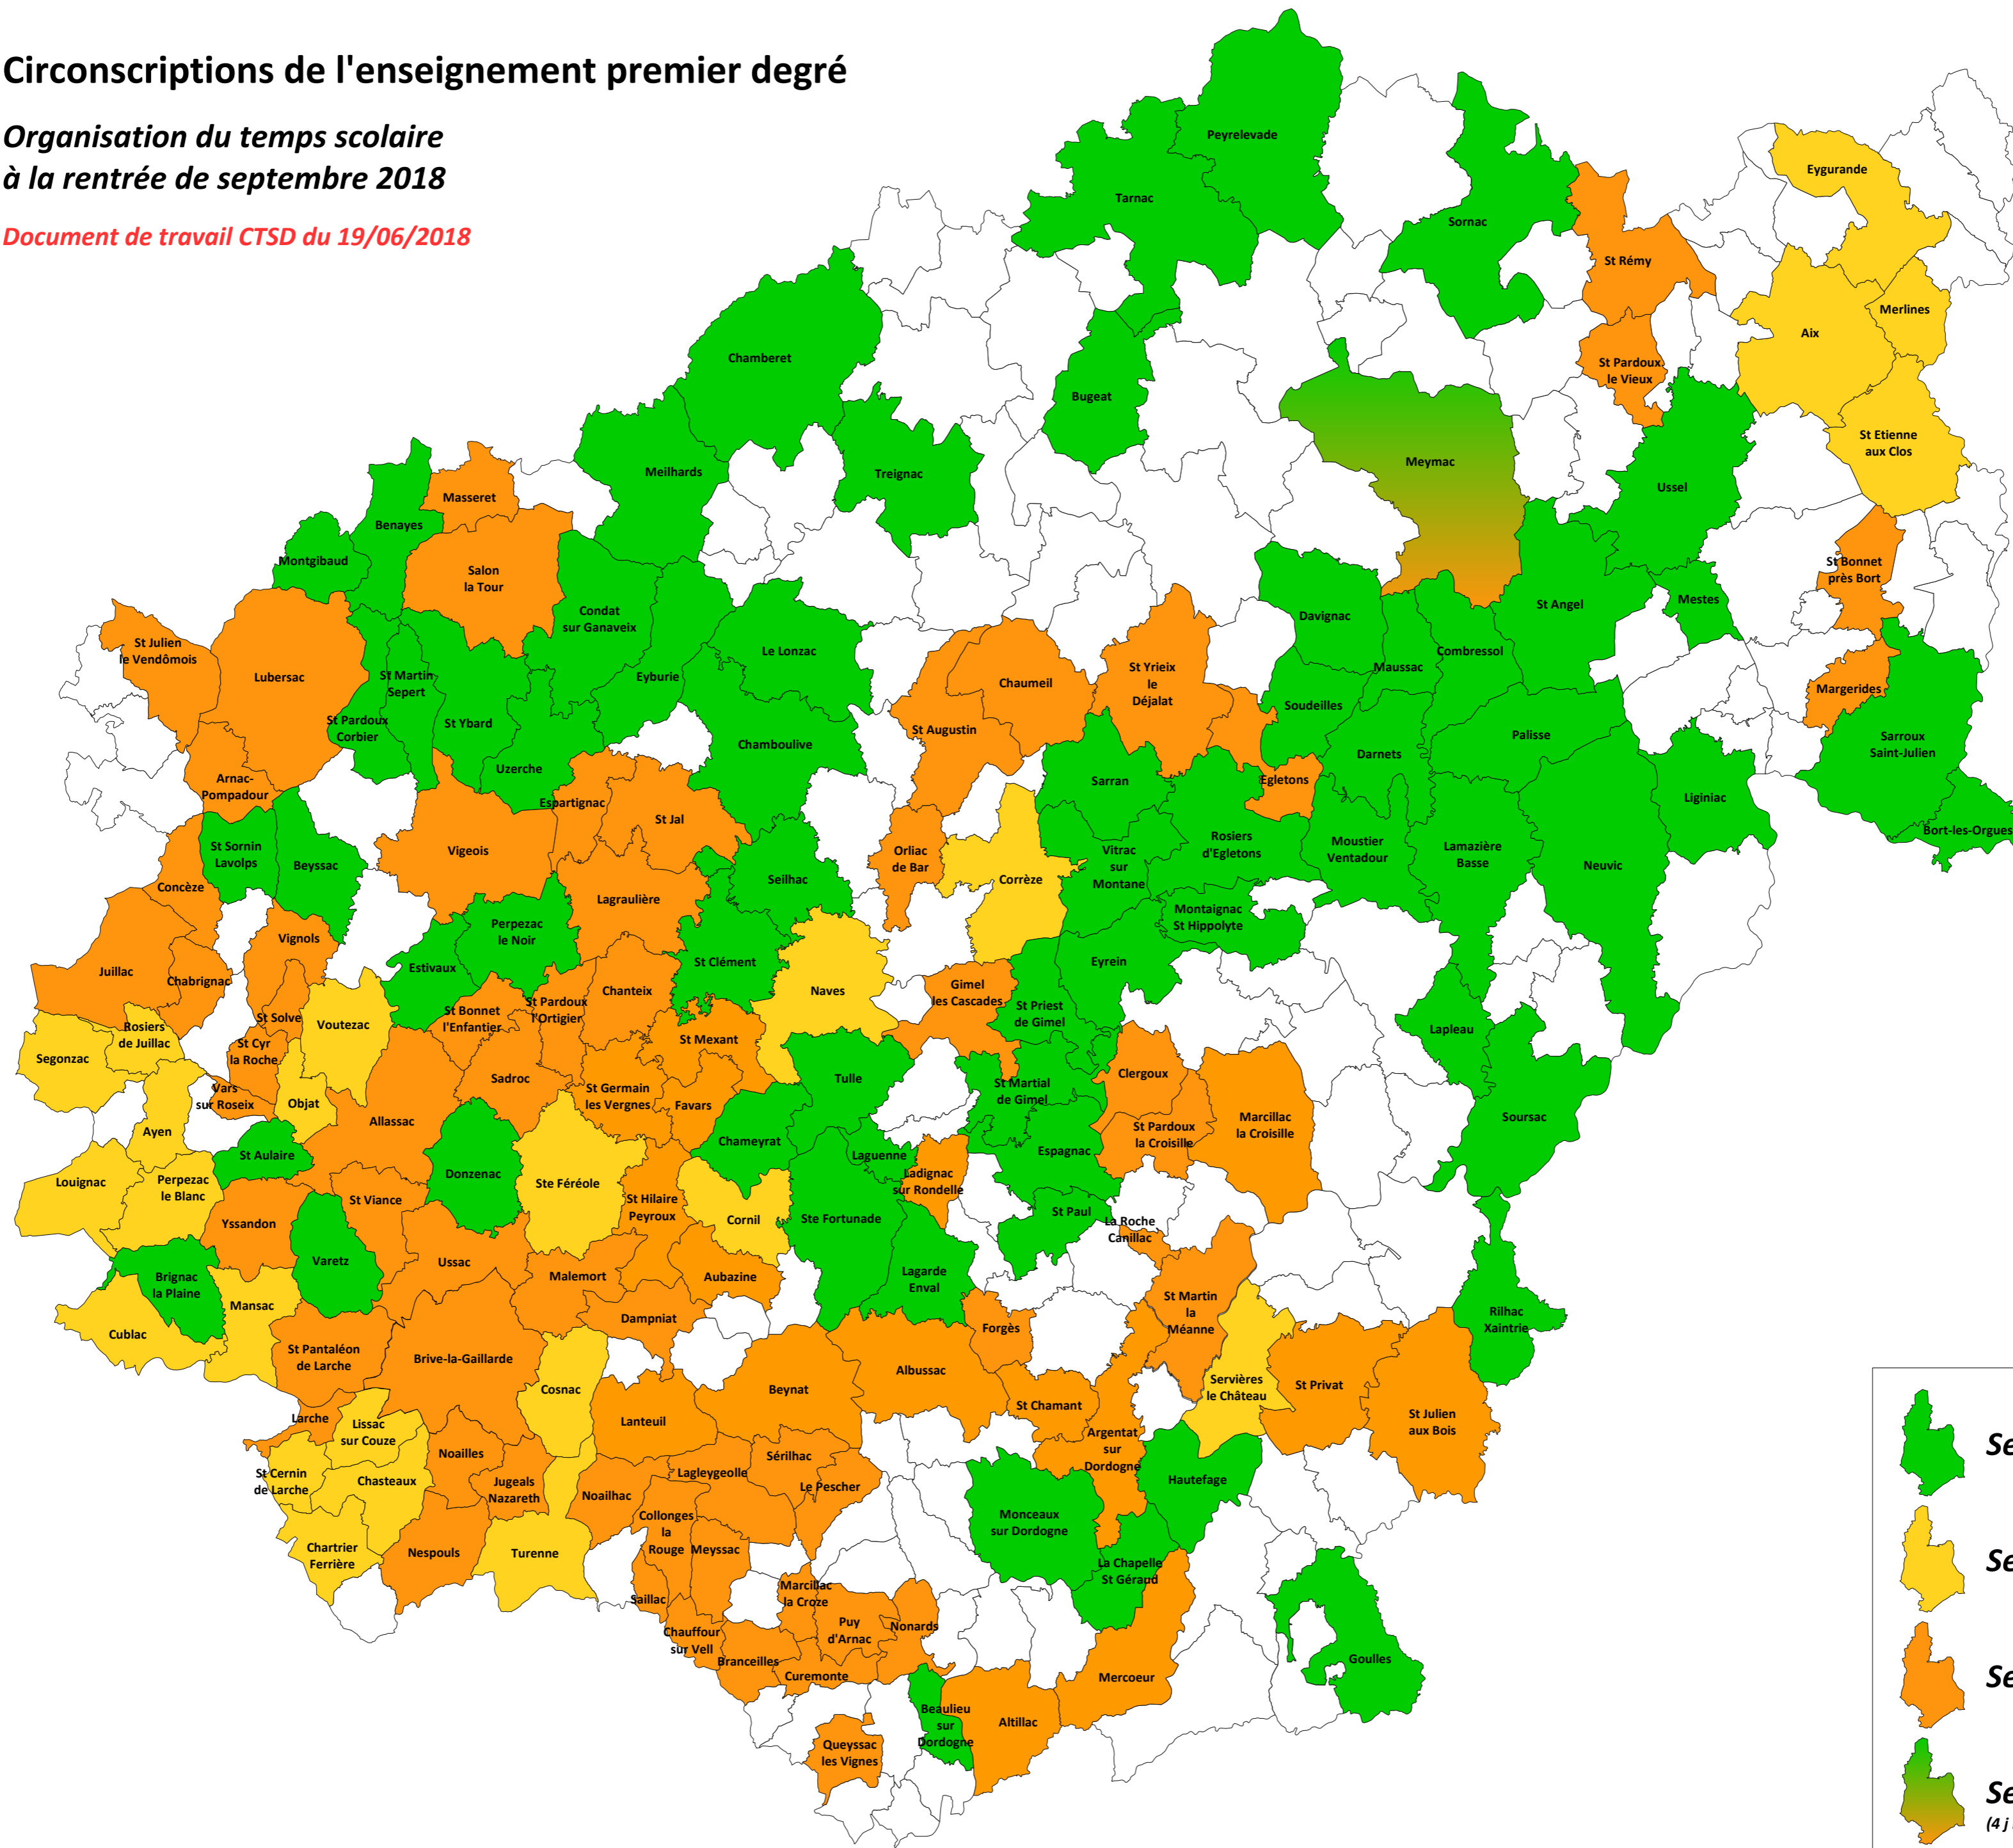 Circonscriptions de l'enseignement premier degré
Organisation du temps scolaire
à la rentrée de septembre 2018
Document de travail CTSD du 19/06/2018
Peyrelevade
Tarnac
Sornac
Eygurande
St Rémy
Merlines
Aix
Chamberet
St Pardoux
le Vieux
Bugeat
St Etienne
aux Clos
Meymac
Meilhards
Treignac
Ussel
Masseret
Benayes
Montgibaud
Salon
la Tour
St Bonnet
près Bort
Mestes
St Angel
Condat
sur Ganaveix
Davignac
St Julien
le Vendômois
Le Lonzac
Combressol
Maussac
Lubersac
St Martin
Sepert
Eyburie
Chaumeil
St Yrieix
le
Déjalat
Margerides
Soudeilles
St Pardoux
Corbier
St Ybard
St Augustin
Palisse
Sarroux
Saint-Julien
Chamboulive
Darnets
Uzerche
Arnac-
Pompadour
Sarran
Egletons
Liginiac
Espartignac
St Jal
Bort-les-Orgues
St Sornin
Lavolps
Beyssac
Vigeois
Orliac
de Bar
Rosiers
d'Egletons
Moustier
Ventadour
Lamazière
Basse
Neuvic
Vitrac
sur
Montane
Concèze
Seilhac
Corrèze
Lagraulière
Montaignac
St Hippolyte
Perpezac
le Noir
Vignols
Juillac
Chabrignac
Estivaux
St Clément
Eyrein
Naves
Chanteix
Gimel
les Cascades
St Priest
de Gimel
St Pardoux
l'Ortigier
St Bonnet
l'Enfantier
St Solve
Voutezac
Rosiers
de Juillac
Segonzac
St Cyr
la Roche
St Mexant
Lapleau
Sadroc
Tulle
Clergoux
St Martial
de Gimel
Vars
sur Roseix
Objat
St Germain
les Vergnes
Favars
Allassac
Marcillac
la Croisille
Soursac
Ayen
St Aulaire
Chameyrat
St Pardoux
la Croisille
Espagnac
Laguenne
Donzenac
Ladignac
sur Rondelle
Louignac
Perpezac
le Blanc
Ste Féréole
St Viance
St Hilaire
Peyroux
Yssandon
Cornil
Ste Fortunade
St Paul
La Roche
Canillac
Varetz
Ussac
Malemort
Aubazine
Lagarde
Enval
Brignac
la Plaine
Mansac
St Martin
la
Méanne
Rilhac
Xaintrie
Cublac
Dampniat
Forgès
St Pantaléon
de Larche
Brive-la-Gaillarde
Albussac
Cosnac
Beynat
Servières
le Château
St Privat
St Chamant
St Julien
aux Bois
Larche
Lissac
sur Couze
Lanteuil
Argentat
sur
Dordogne
Noailles
Sérilhac
Lagleygeolle
Le Pescher
St Cernin
de Larche
Chasteaux
Jugeals
Nazareth
Noailhac
Hautefage
Collonges
la
Rouge
Monceaux
sur Dordogne
Meyssac
Chartrier
Ferrière
Nespouls
Turenne
La Chapelle
St Géraud
Marcillac
la Croze
Saillac
Puy
d'Arnac
Nonards
Chauffour
sur Vell
Branceilles
Curemonte
Goulles
Mercoeur
Beaulieu
sur
Dordogne
Altillac
Queyssac
les Vignes
Se
Se
Se
Se
(4 j